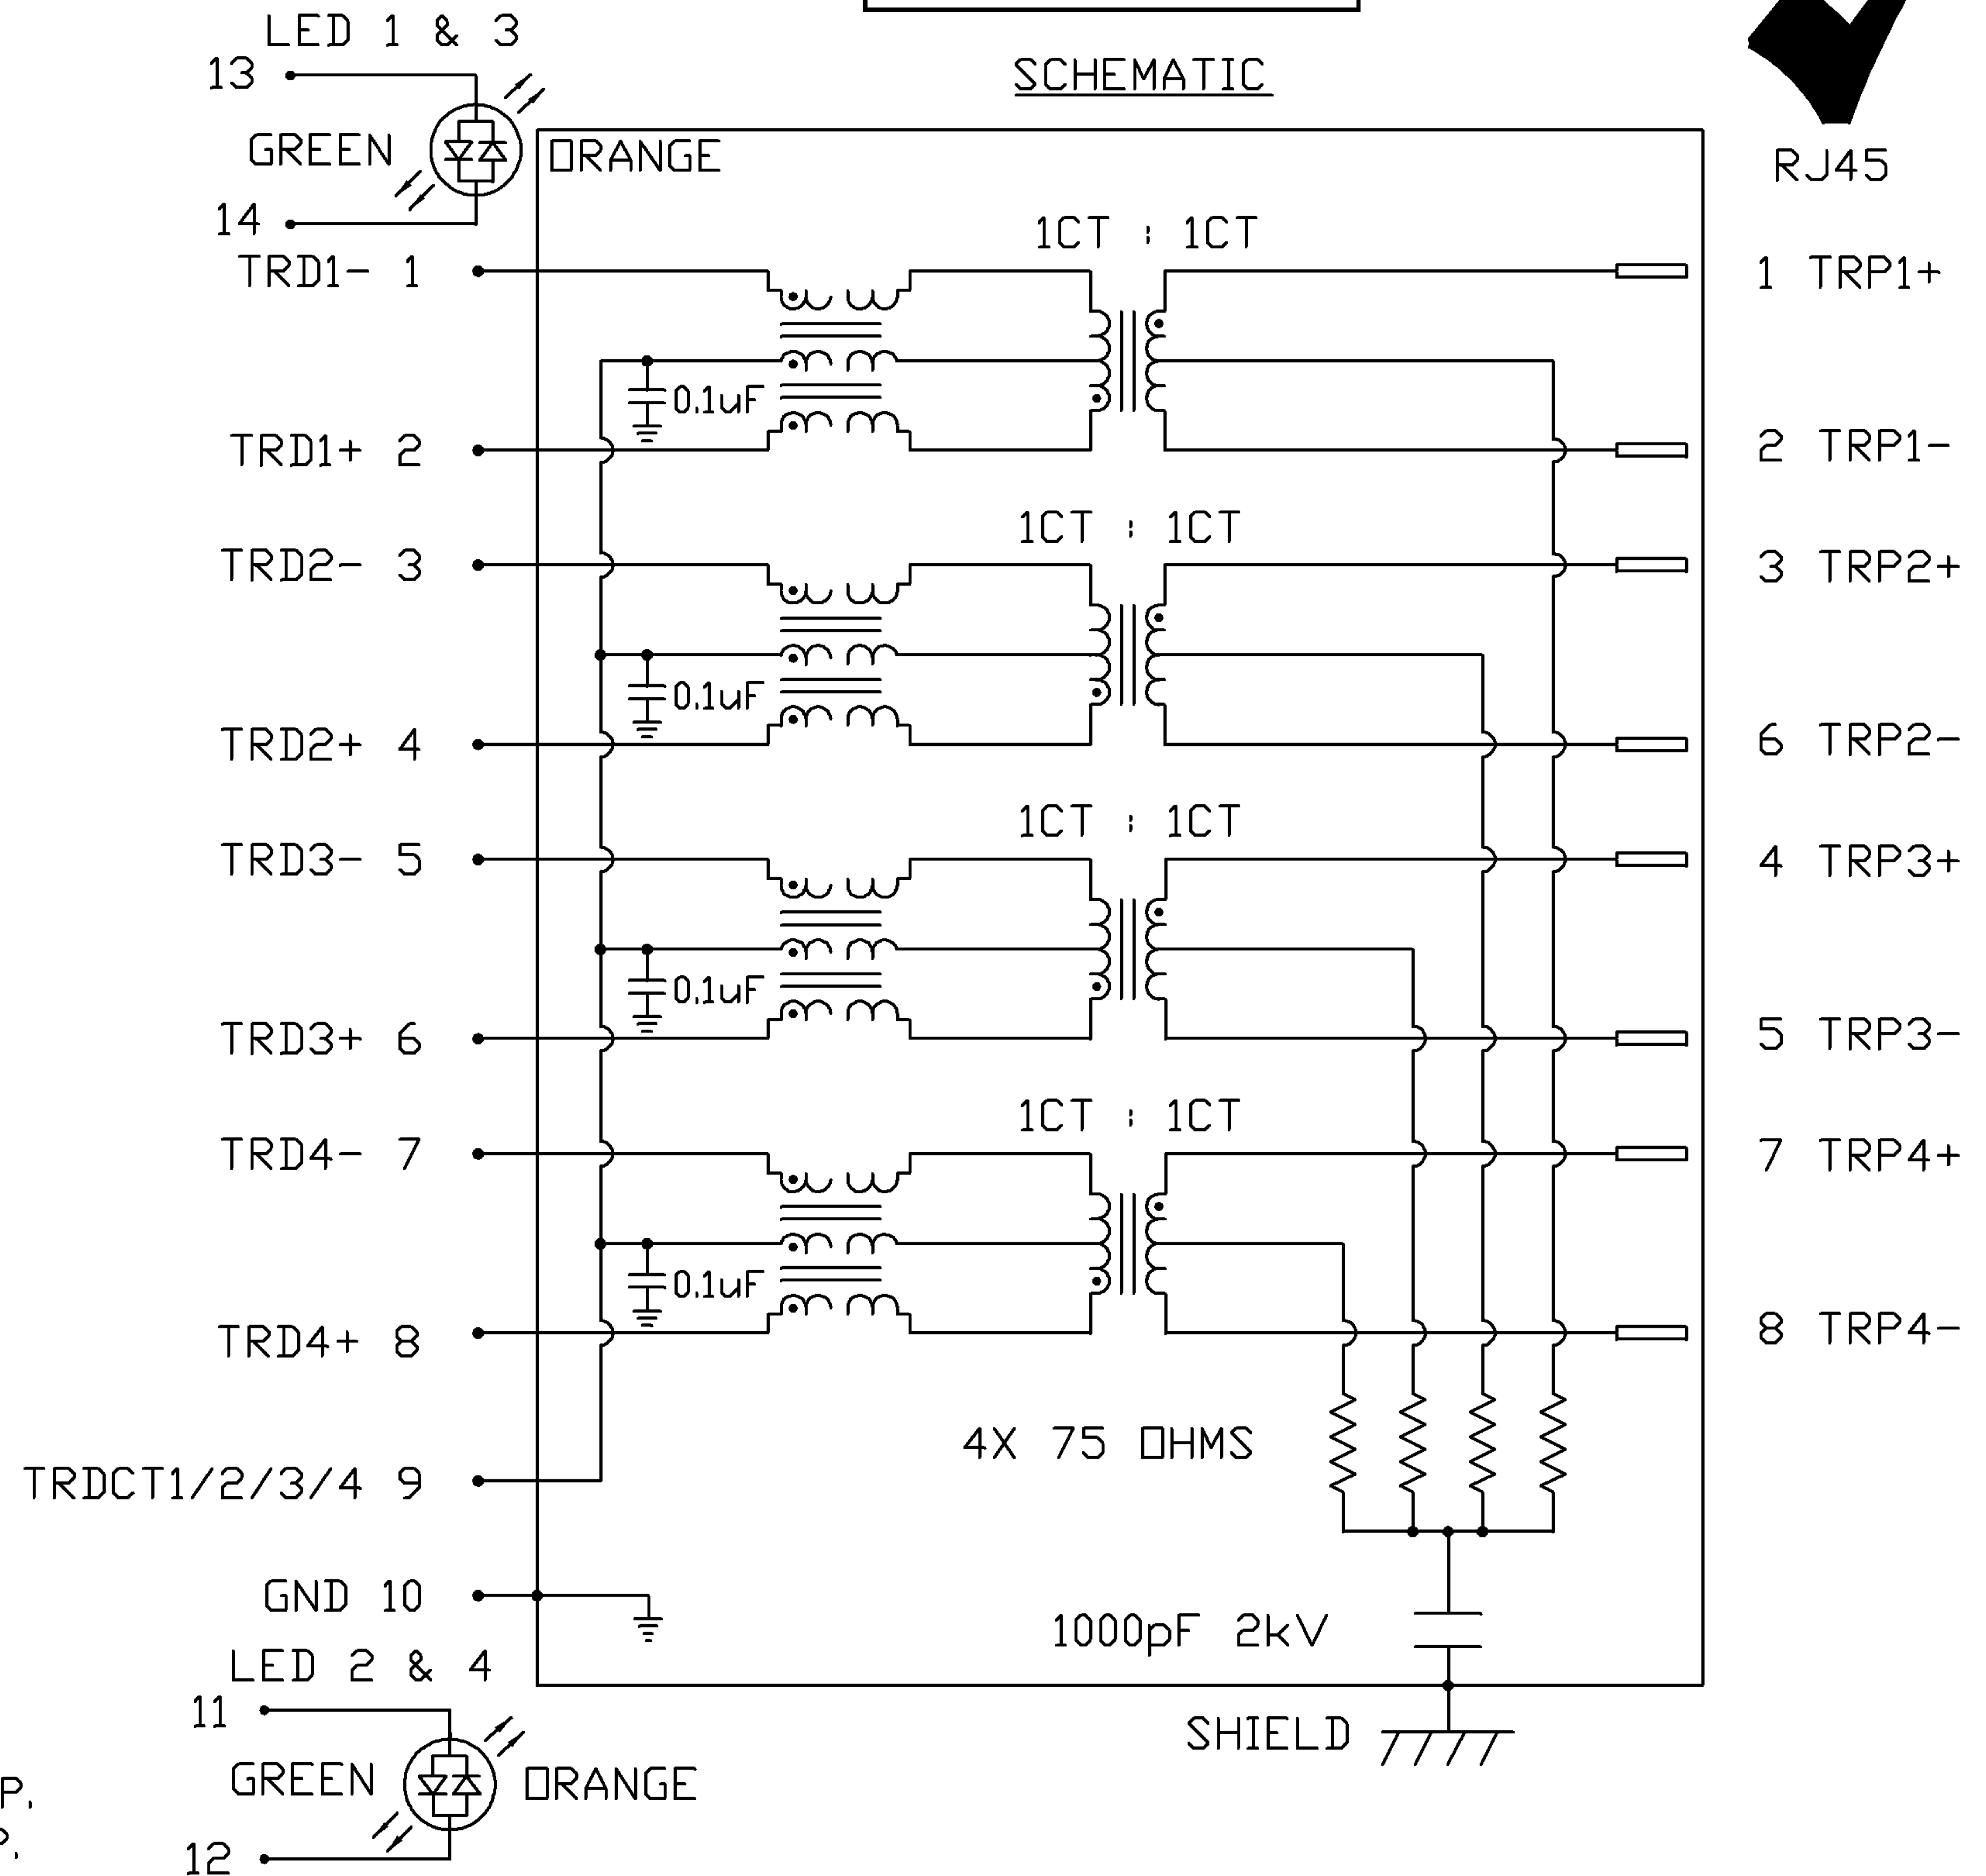 LED 1 & 3
SCHEMATIC
13
GREEN
ORANGE
RJ45
14
1CT : 1CT
TRD1- 1
1 TRP1+
0.1uF
TRD1+ 2
2 TRP1-
1CT : 1CT
TRD2- 3
3 TRP2+
0.1uF
TRD2+ 4
6 TRP2-
1CT : 1CT
TRD3- 5
4 TRP3+
0.1uF
TRD3+ 6
5 TRP3-
1CT : 1CT
TRD4- 7
7 TRP4+
0.1uF
TRD4+ 8
8 TRP4-
4X 75 OHMS
TRDCT1/2/3/4 9
GND 10
1000pF 2kV
LED 2 & 4
11
SHIELD
GREEN
ORANGE
P.
12